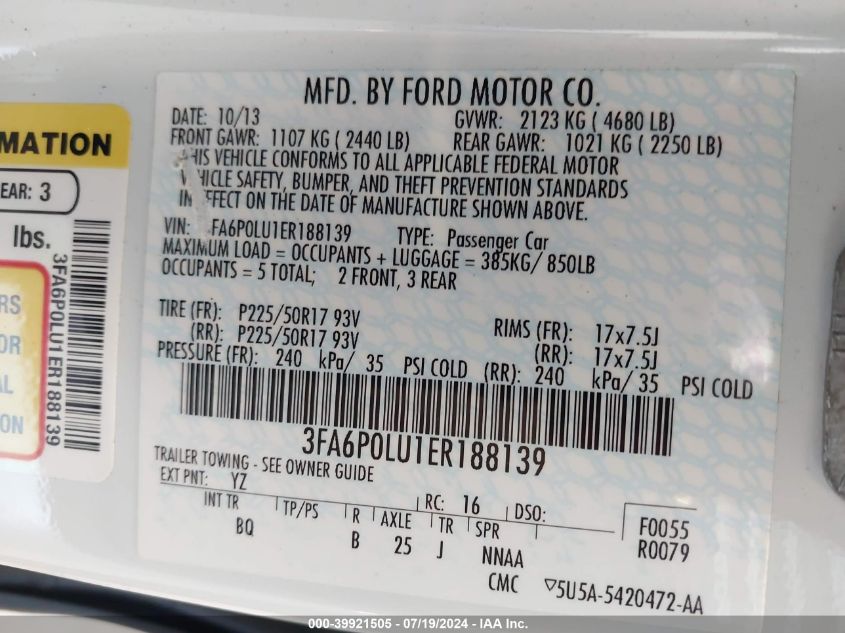 MATION
EAR: 3
lbs.
3FA6P0LU1ER188139
RS
OR
AL
ION
MFD. BY FORD MOTOR CO.
DATE: 10/13 GVWR: 2123 KG ( 4680 LB)
FRONT GAWR: 1107 KG ( 2440 LB) REAR GAWR: 1021 KG ( 2250 LB)
HIS VEHICLE CONFORMS TO ALL APPLICABLE FEDERAL MOTOR
HICLE SAFETY, BUMPER, AND THEFT PREVENTION STANDARDS
IN EFFECT ON THE DATE OF MANUFACTURE SHOWN ABOVE.
VIN: FA6P0LU1ER188139 TYPE: Passenger Car
MAXIMUM LOAD = OCCUPANTS + LUGGAGE = 385KG/ 850LB
OCCUPANTS = 5 TOTAL; 2 FRONT, 3 REAR
TIRE (FR): P225/50R17 93V RIMS (FR): 17x7.5J
(RR): P225/50R17 93V (RR): 17x7.5J
PRESSURE (FR): 240 kPa/ 35 PSI COLD (RR): 240 kPa/ 35 PSI COLD
3FA6P0LU1ER188139
TRAILER TOWING - SEE OWNER GUIDE
EXT PNT: YZ RC: 16 DSO: F0055
INT TR TP/PS R AXLE TR SPR R0079
BQ B 25 J NNAA
CMC ▽5U5A-5420472-AA
000-39921505 - 07/19/2024 - IAA Inc.